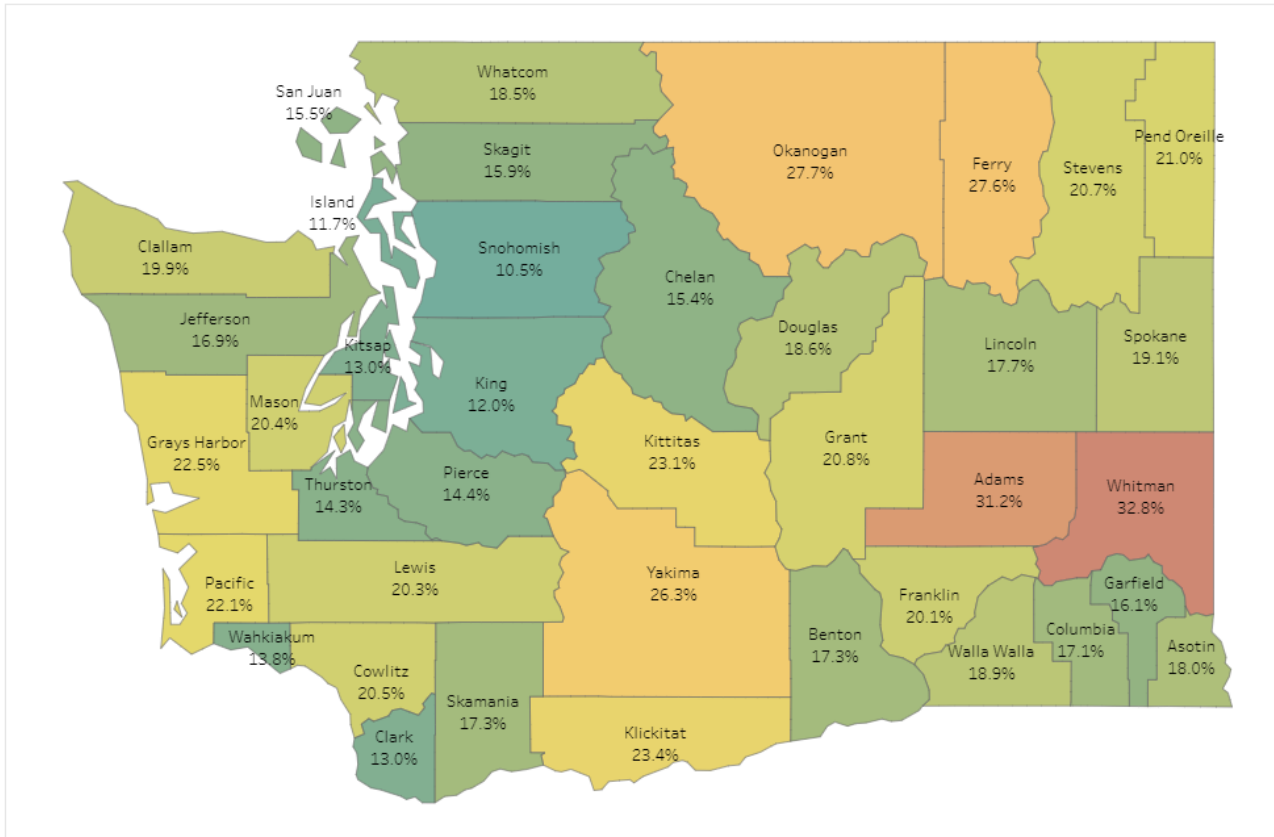 Whatcom
18.5%
San Juan
15.5%
Skagit
15.9%
Okanogan
27.7%
Ferry
27.6%
Stevens
20.7%
Pend Oreille
21.0%
Island
11.7%
Clallam
19.9%
Snohomish
10.5%
Chelan
15.4%
Jefferson
16.9%
Kitsap
13.0%
Douglas
18.6%
Lincoln
17.7%
Spokane
19.1%
King
12.0%
Mason
20.4%
Grays Harbor
22.5%
Kittitas
23.1%
Grant
20.8%
Thurston
14.3%
Pierce
14.4%
Adams
31.2%
Whitman
32.8%
Pacific
22.1%
Lewis
20.3%
Yakima
26.3%
Franklin
20.1%
Garfield
16.1%
Wahkiakum
13.8%
Benton
17.3%
Walla Walla
18.9%
Columbia
17.1%
Asotin
18.0%
Cowlitz
20.5%
Skamania
17.3%
Clark
13.0%
Klickitat
23.4%